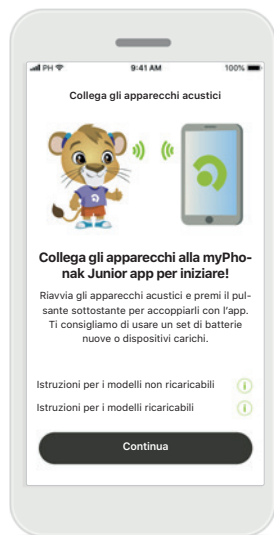 PH 9:41 AM 100%
Collega gli apparecchi acustici
Collega gli apparecchi alla myPho-
nak Junior app per iniziare!
Riavvia gli apparecchi acustici e premi il pul-
sante sottostante per accoppiarli con l'app.
Ti consigliamo di usare un set di batterie
nuove o dispositivi carichi.
Istruzioni per i modelli non ricaricabili i
Istruzioni per i modelli ricaricabili i
Continua